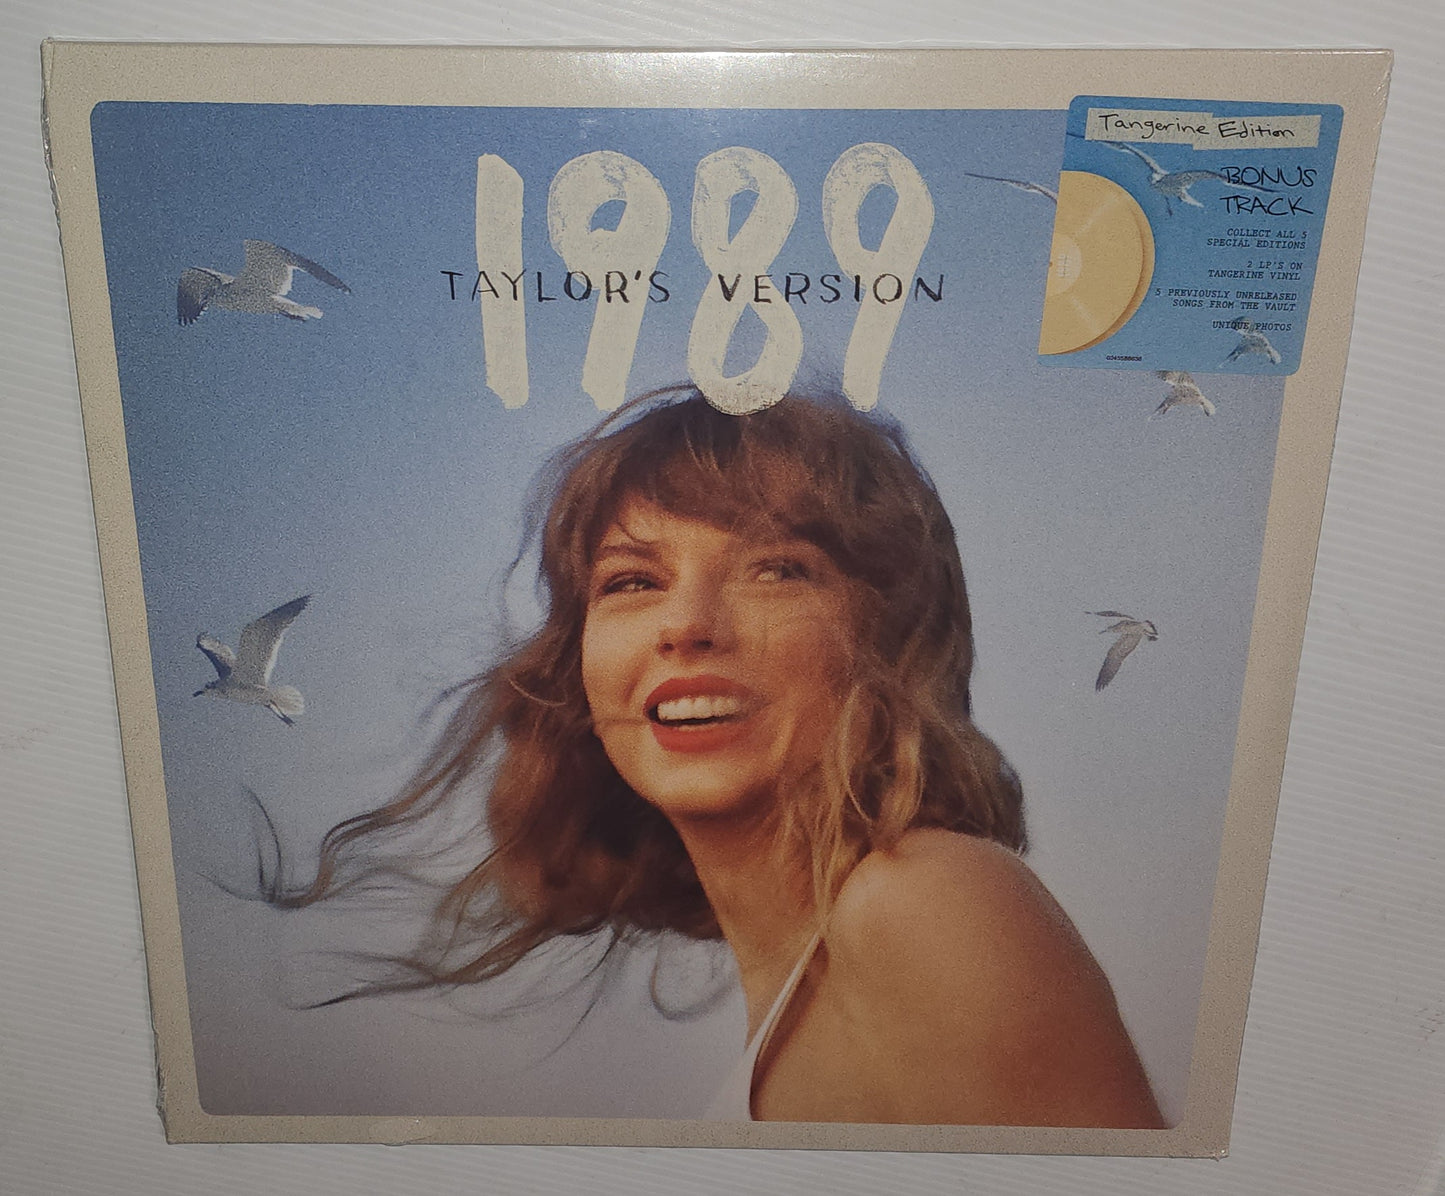 1989
TAYLOR'S VERSION
Tangerine Edition
BONUS
TRACK
COLLECT ALL 5
SPECIAL EDITIONS
2 LP'S ON
TANGERINE VINYL
5 PREVIOUSLY UNRELEASED
SONGS FROM THE VAULT
UNIQUE PHOTOS